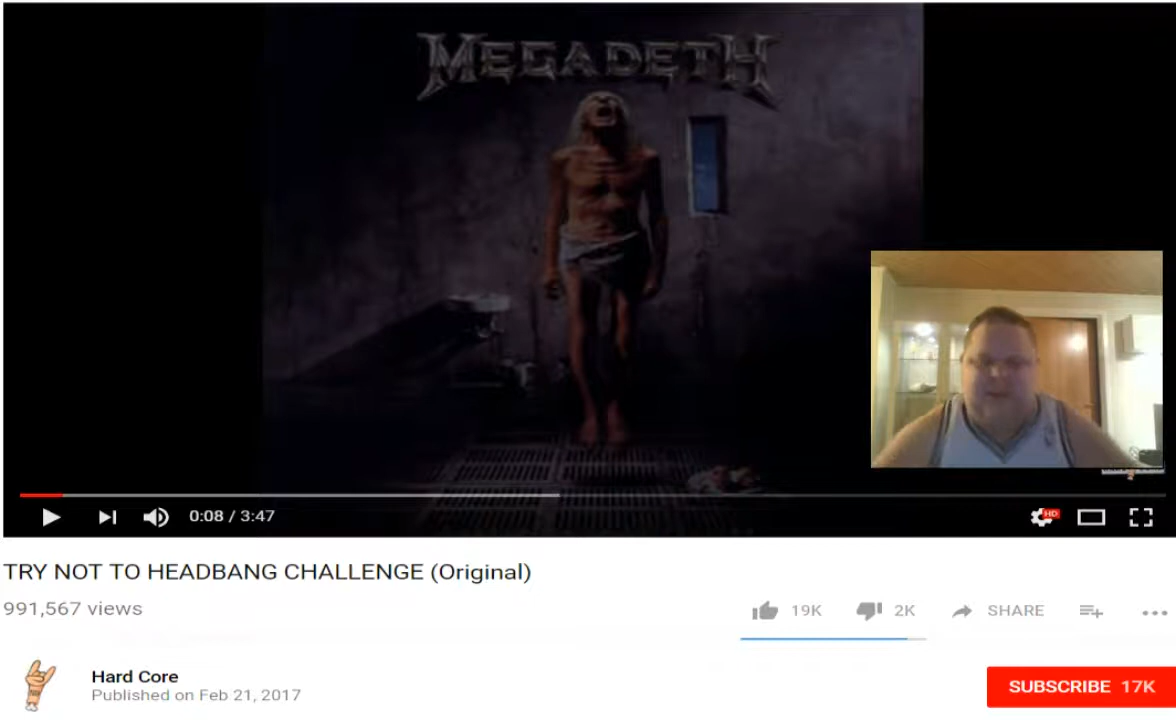 MEGADETH
HD
0:08 / 3:47
TRY NOT TO HEADBANG CHALLENGE (Original)
991,567 views
19K
2K
SHARE
Hard Core
Published on Feb 21, 2017
SUBSCRIBE 17K